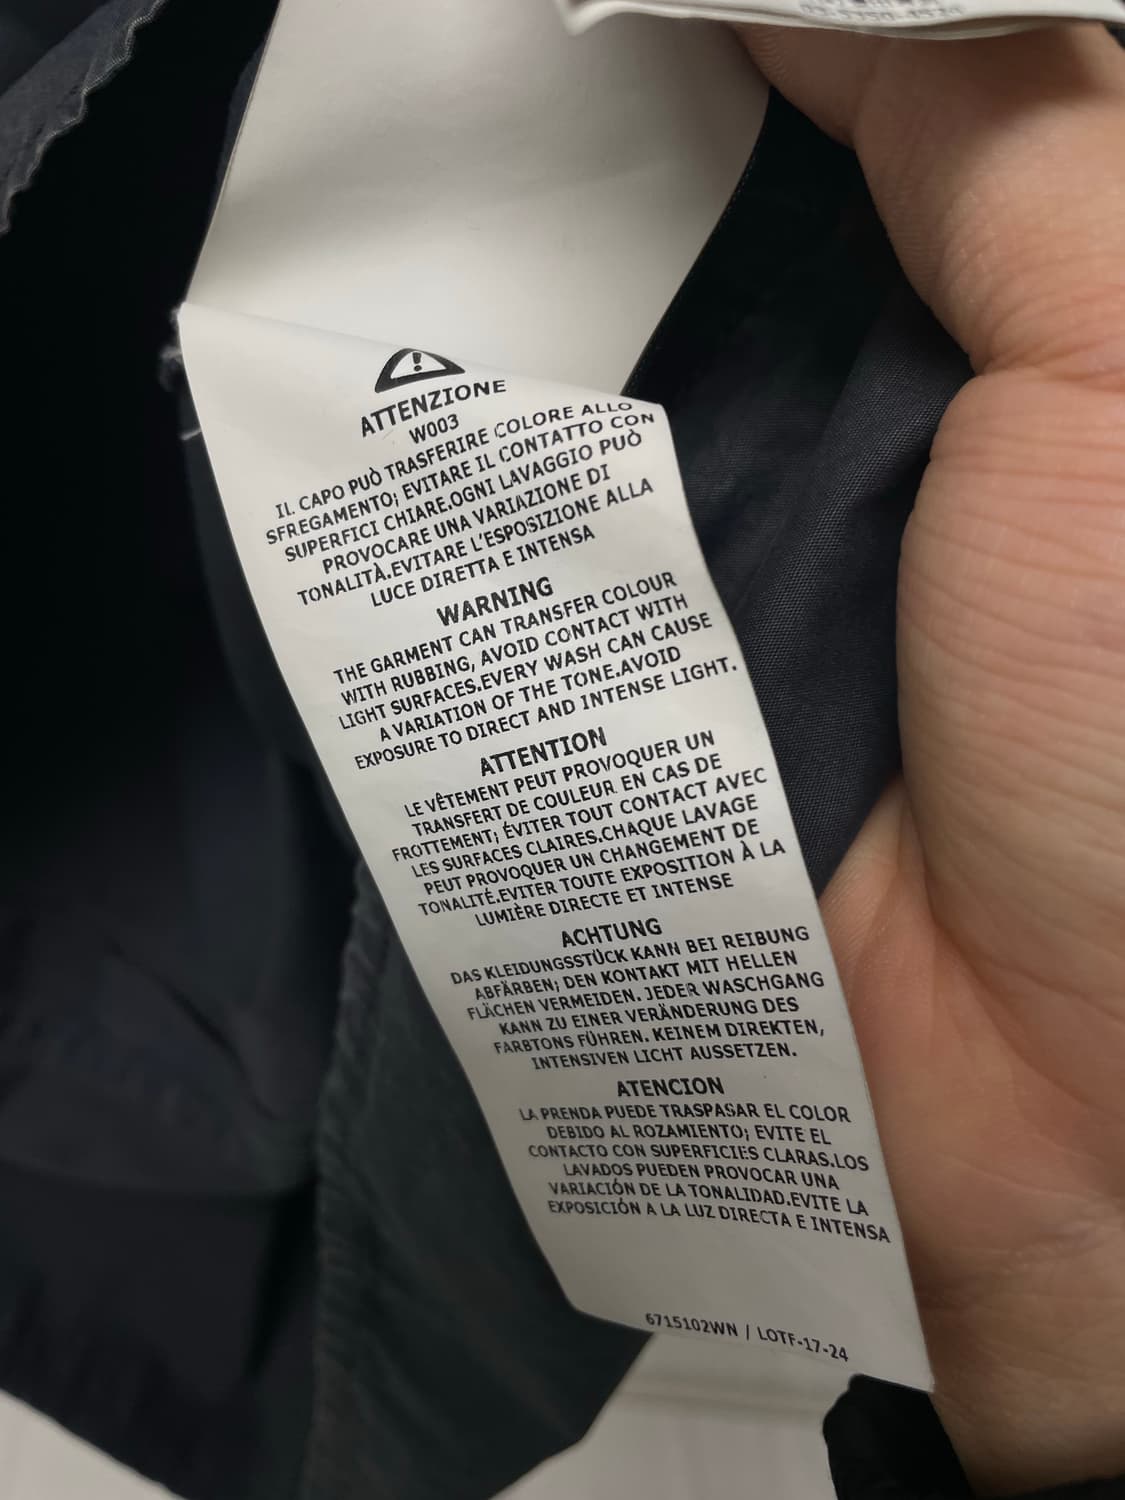 ATTENZIONE
W003
IL CAPO PUÒ TRASFERIRE COLORE ALLO
SFREGAMENTO; EVITARE IL CONTATTO CON
SUPERFICI CHIARE.OGNI LAVAGGIO PUÒ
PROVOCARE UNA VARIAZIONE DI
TONALITÀ.EVITARE L'ESPOSIZIONE ALLA
LUCE DIRETTA E INTENSA
WARNING
THE GARMENT CAN TRANSFER COLOUR
WITH RUBBING, AVOID CONTACT WITH
LIGHT SURFACES.EVERY WASH CAN CAUSE
A VARIATION OF THE TONE.AVOID
EXPOSURE TO DIRECT AND INTENSE LIGHT.
ATTENTION
LE VÊTEMENT PEUT PROVOQUER UN
TRANSFERT DE COULEUR EN CAS DE
FROTTEMENT; ÉVITER TOUT CONTACT AVEC
LES SURFACES CLAIRES.CHAQUE LAVAGE
PEUT PROVOQUER UN CHANGEMENT DE
TONALITÉ.EVITER TOUTE EXPOSITION À LA
LUMIÈRE DIRECTE ET INTENSE
ACHTUNG
DAS KLEIDUNGSSTÜCK KANN BEI REIBUNG
ABFÄRBEN; DEN KONTAKT MIT HELLEN
FLÄCHEN VERMEIDEN. JEDER WASCHGANG
KANN ZU EINER VERÄNDERUNG DES
FARBTONS FÜHREN. KEINEM DIREKTEN,
INTENSIVEN LICHT AUSSETZEN.
ATENCION
LA PRENDA PUEDE TRASPASAR EL COLOR
DEBIDO AL ROZAMIENTO; EVITE EL
CONTACTO CON SUPERFICIES CLARAS.LOS
LAVADOS PUEDEN PROVOCAR UNA
VARIACIÓN DE LA TONALIDAD.EVITE LA
EXPOSICIÓN A LA LUZ DIRECTA E INTENSA
6715102WN / LOTF-17-24